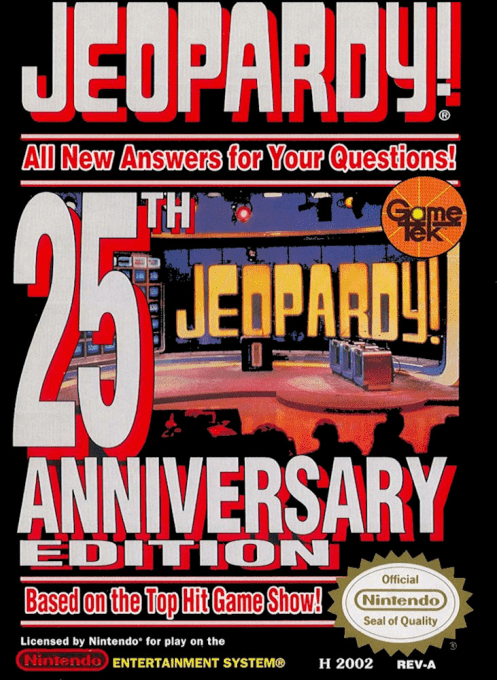 JEOPARDY!®
All New Answers for Your Questions!
25TH
Game
Tek
JEOPARDY!
ANNIVERSARY
EDITION
Based on the Top Hit Game Show!
Official
Nintendo
Seal of Quality
Licensed by Nintendo® for play on the
Nintendo ENTERTAINMENT SYSTEM®
H 2002 REV-A